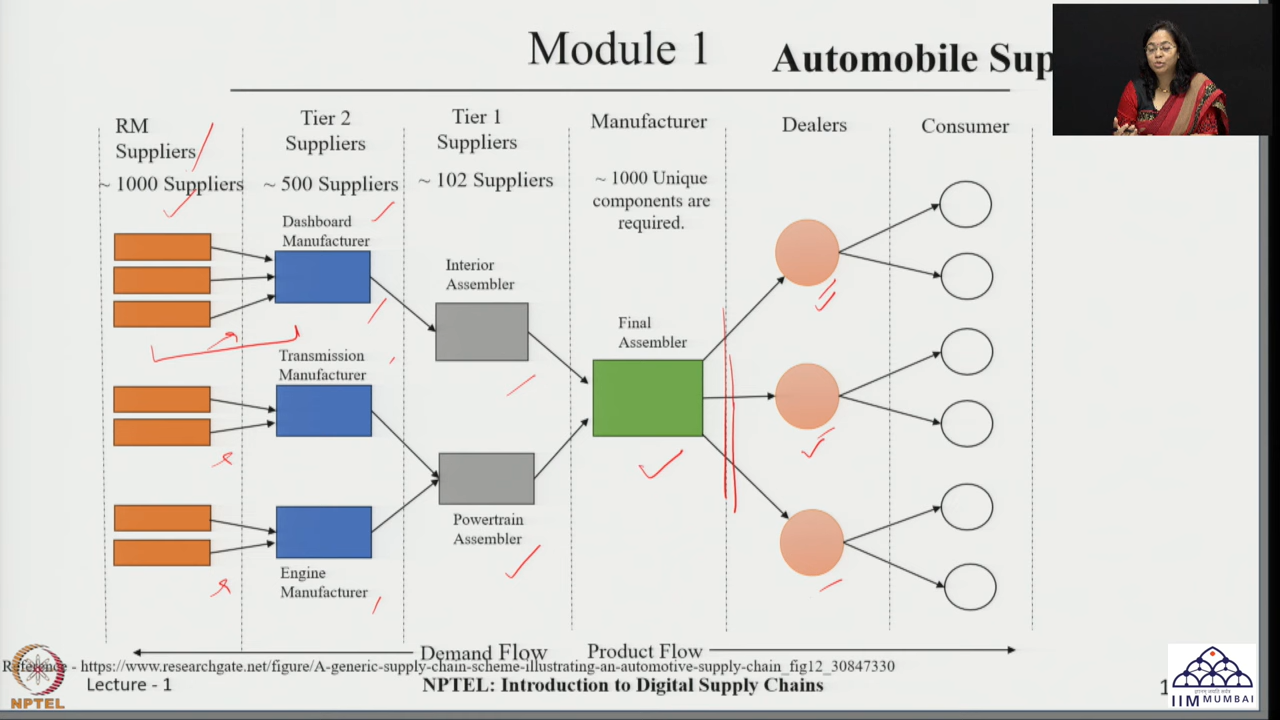 Module 1
Automobile Sup
RM
Suppliers
~ 1000 Suppliers
Tier 2
Suppliers
~ 500 Suppliers
Tier 1
Suppliers
~ 102 Suppliers
Manufacturer
~ 1000 Unique
components are
required.
Dealers
Consumer
Dashboard
Manufacturer
Interior
Assembler
Final
Assembler
Transmission
Manufacturer
Powertrain
Assembler
Engine
Manufacturer
Demand Flow
Product Flow
Reference - https://www.researchgate.net/figure/A-generic-supply-chain-scheme-illustrating-an-automotive-supply-chain_fig12_30847330
Lecture - 1
NPTEL: Introduction to Digital Supply Chains
1
NPTEL
IIM MUMBAI